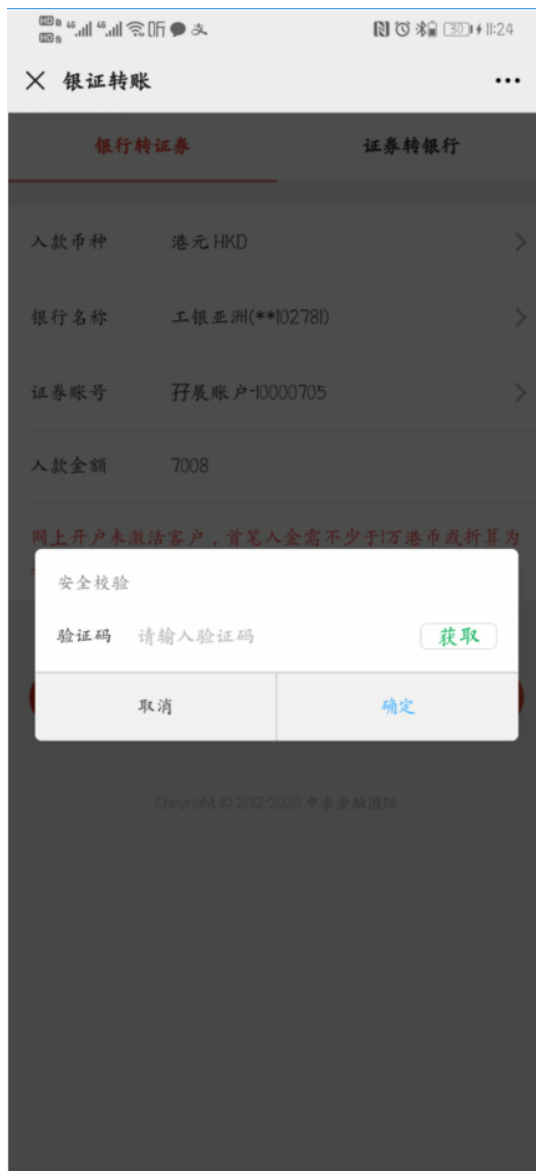 11:24
银证转账
银行转证券 证券转银行
入款币种 港元 HKD
银行名称 工银亚洲(**102781)
证券账号 孖展账户-10000705
入款金额 7008
网上开户未激活客户，首笔入金需不少于1万港币或折算为
安全校验
验证码 请输入验证码 获取
取消 确定
Copyright © 2012-2020 中泰金融国际